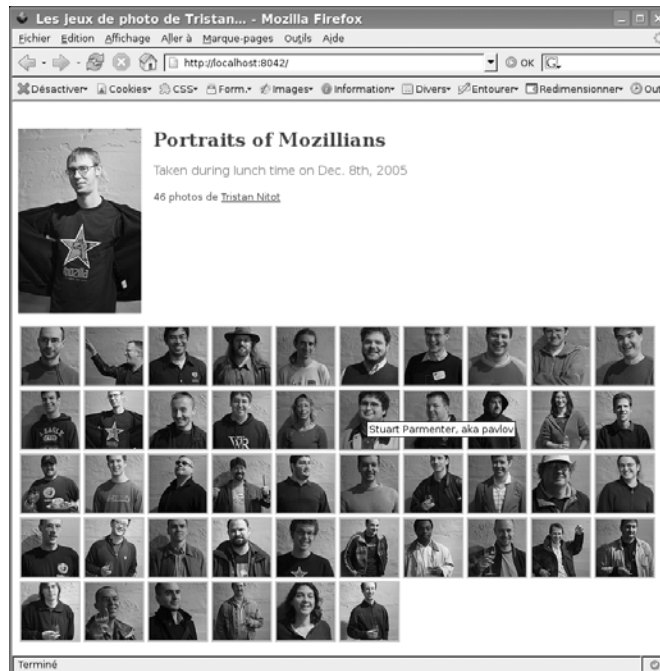 Les jeux de photo de Tristan... - Mozilla Firefox
Fichier Edition Affichage Aller à Marque-pages Outils Aide
http://localhost:8042/ OK G
Désactiver Cookies CSS Form. Images Information Divers Entourer Redimensionner Out
Portraits of Mozillians
Taken during lunch time on Dec. 8th, 2005
46 photos de Tristan Nitot
mozilla
Stuart Parmenter, aka pavlov
Terminé